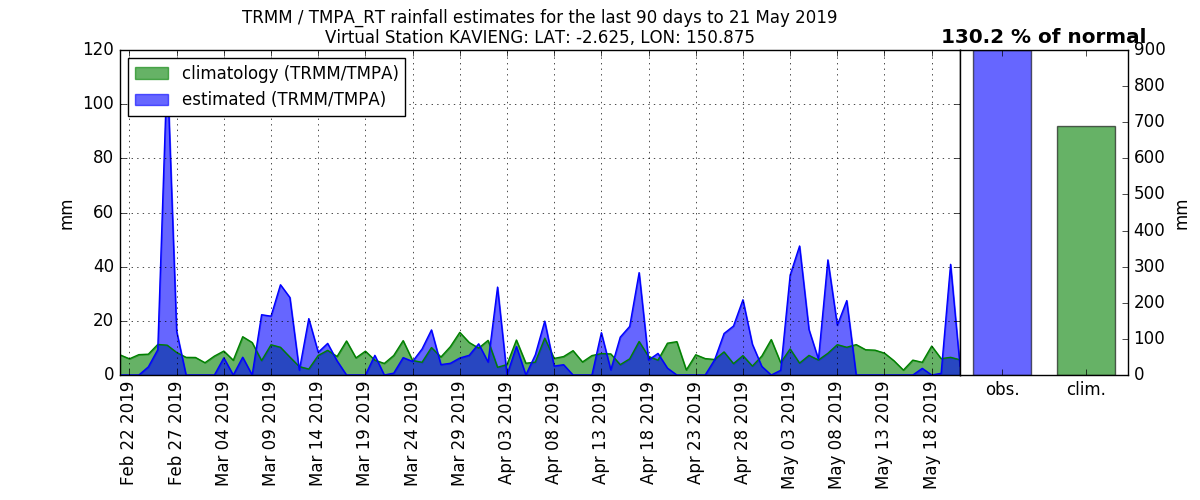 TRMM / TMPA_RT rainfall estimates for the last 90 days to 21 May 2019
Virtual Station KAVIENG: LAT: -2.625, LON: 150.875
130.2 % of normal
climatology (TRMM/TMPA)
estimated (TRMM/TMPA)
120
100
80
60
40
20
0
mm
900
800
700
600
500
400
300
200
100
0
mm
Feb 22 2019
Feb 27 2019
Mar 04 2019
Mar 09 2019
Mar 14 2019
Mar 19 2019
Mar 24 2019
Mar 29 2019
Apr 03 2019
Apr 08 2019
Apr 13 2019
Apr 18 2019
Apr 23 2019
Apr 28 2019
May 03 2019
May 08 2019
May 13 2019
May 18 2019
obs.
clim.